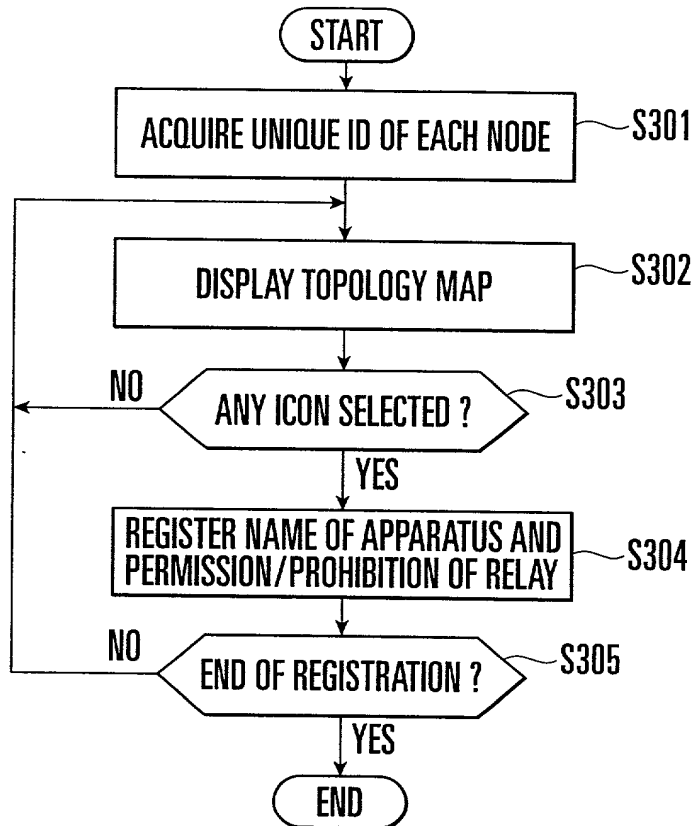 START
ACQUIRE UNIQUE ID OF EACH NODE
S301
DISPLAY TOPOLOGY MAP
S302
NO
ANY ICON SELECTED ?
S303
YES
REGISTER NAME OF APPARATUS AND
PERMISSION/PROHIBITION OF RELAY
S304
NO
END OF REGISTRATION ?
S305
YES
END